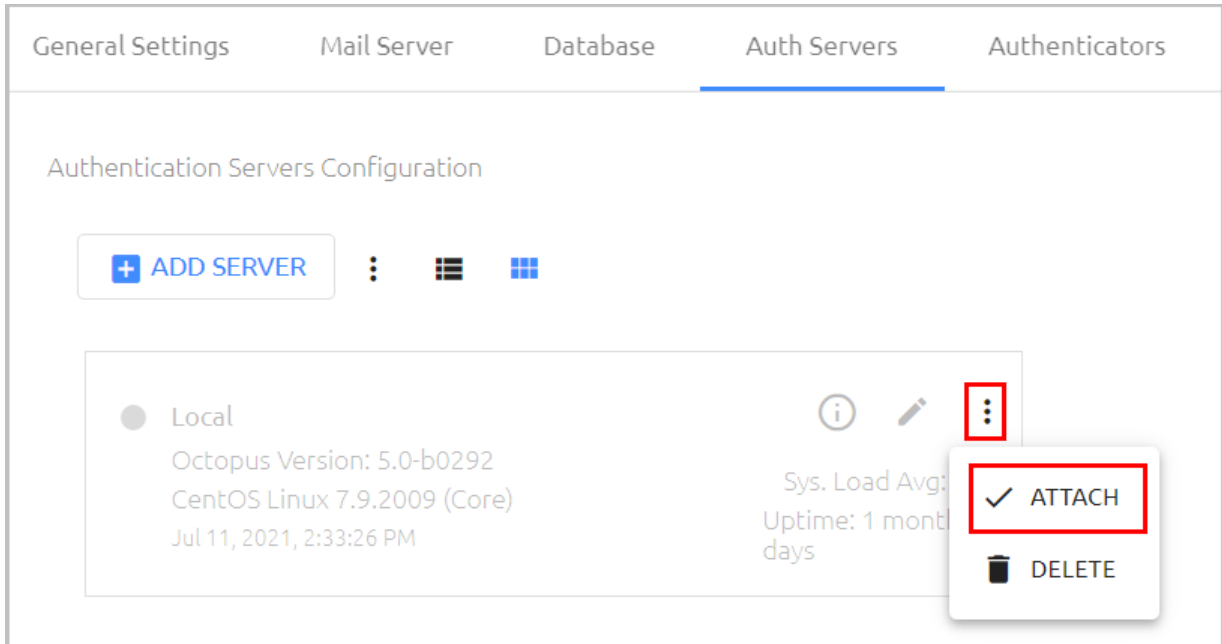 General Settings Mail Server Database Auth Servers Authenticators
Authentication Servers Configuration
ADD SERVER
Local
Octopus Version: 5.0-b0292
CentOS Linux 7.9.2009 (Core)
Jul 11, 2021, 2:33:26 PM
Sys. Load Avg:
Uptime: 1 month
days
ATTACH
DELETE